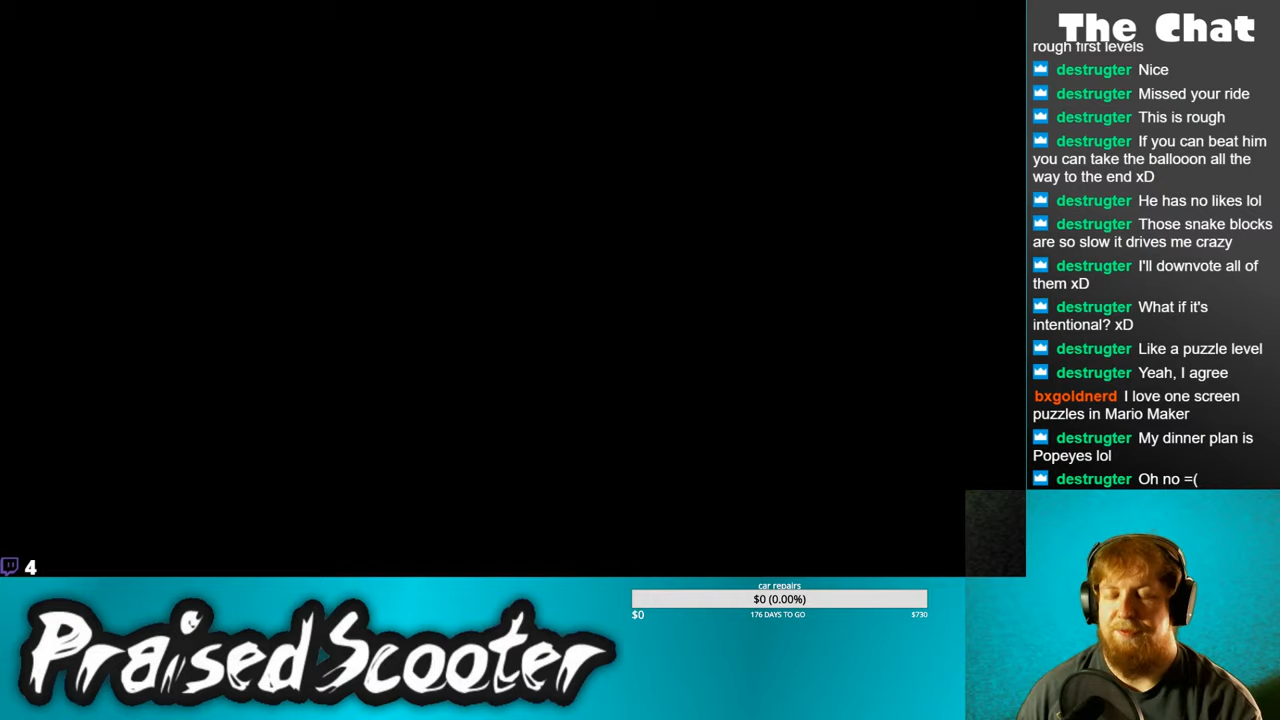 The Chat
rough first levels
destrugter Nice
destrugter Missed your ride
destrugter This is rough
destrugter If you can beat him
you can take the ballooon all the
way to the end xD
destrugter He has no likes lol
destrugter Those snake blocks
are so slow it drives me crazy
destrugter I'll downvote all of
them xD
destrugter What if it's
intentional? xD
destrugter Like a puzzle level
destrugter Yeah, I agree
bxgoldnerd I love one screen
puzzles in Mario Maker
destrugter My dinner plan is
Popeyes lol
destrugter Oh no =(
4
car repairs
$0 (0.00%)
$0 176 DAYS TO GO $730
PraisedScooter